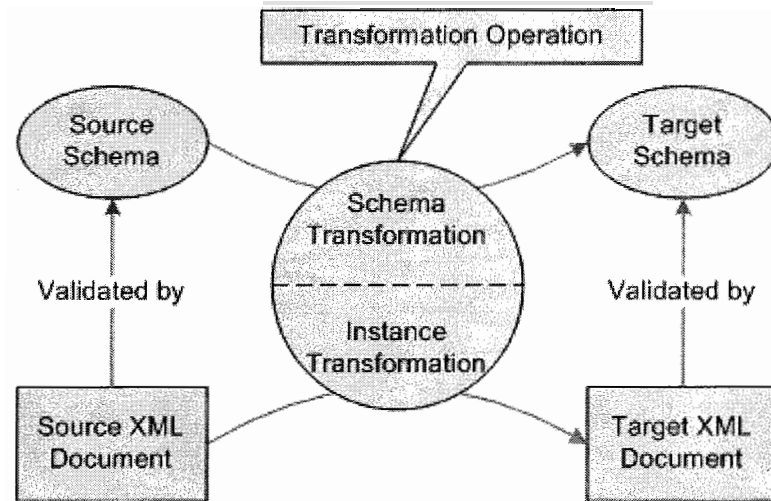 Transformation Operation
Source
Schema
Target
Schema
Schema
Transformation
Validated by
Validated by
Instance
Transformation
Source XML
Document
Target XML
Document